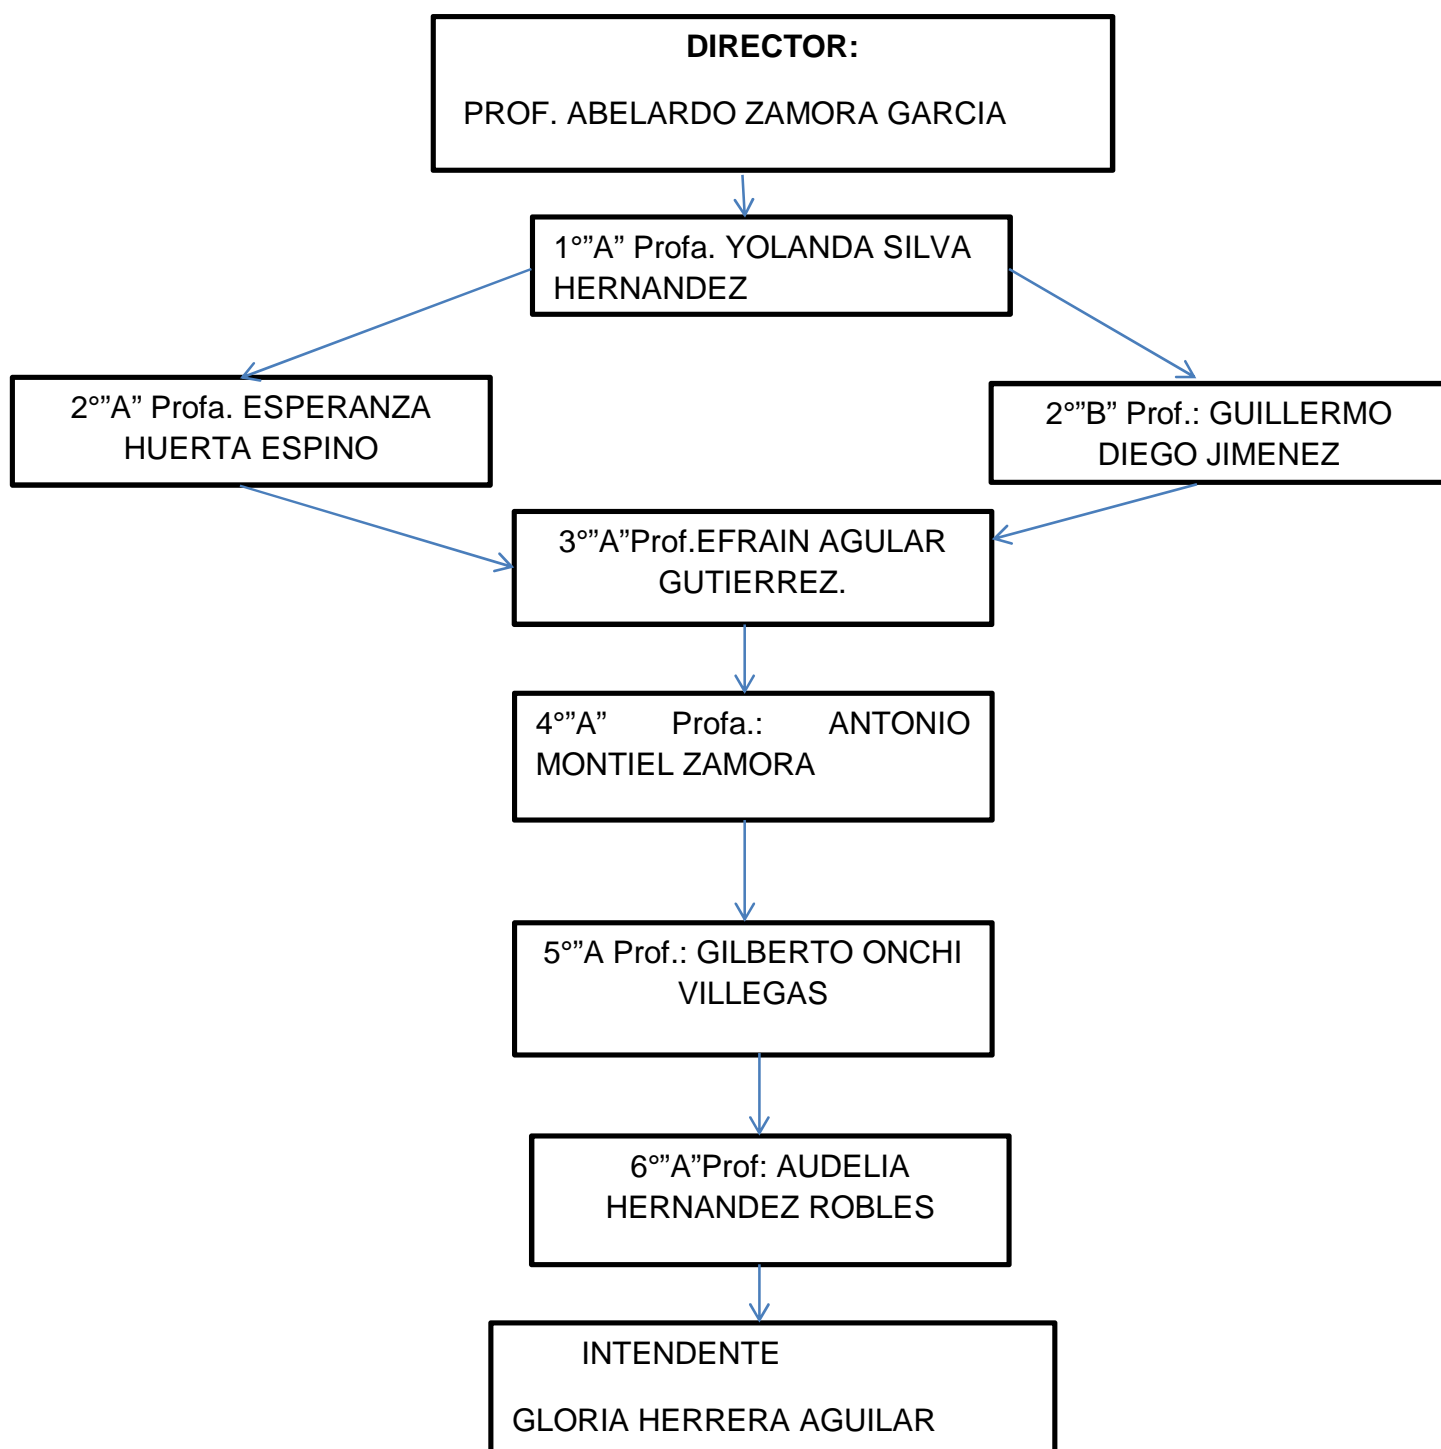 DIRECTOR:
PROF. ABELARDO ZAMORA GARCIA
1°”A” Profa. YOLANDA SILVA
HERNANDEZ
2°”A” Profa. ESPERANZA
HUERTA ESPINO
2°”B” Prof.: GUILLERMO
DIEGO JIMENEZ
3°”A”Prof.EFRAIN AGULAR
GUTIERREZ.
4°”A” Profa.: ANTONIO
MONTIEL ZAMORA
5°”A Prof.: GILBERTO ONCHI
VILLEGAS
6°”A”Prof: AUDELIA
HERNANDEZ ROBLES
INTENDENTE
GLORIA HERRERA AGUILAR